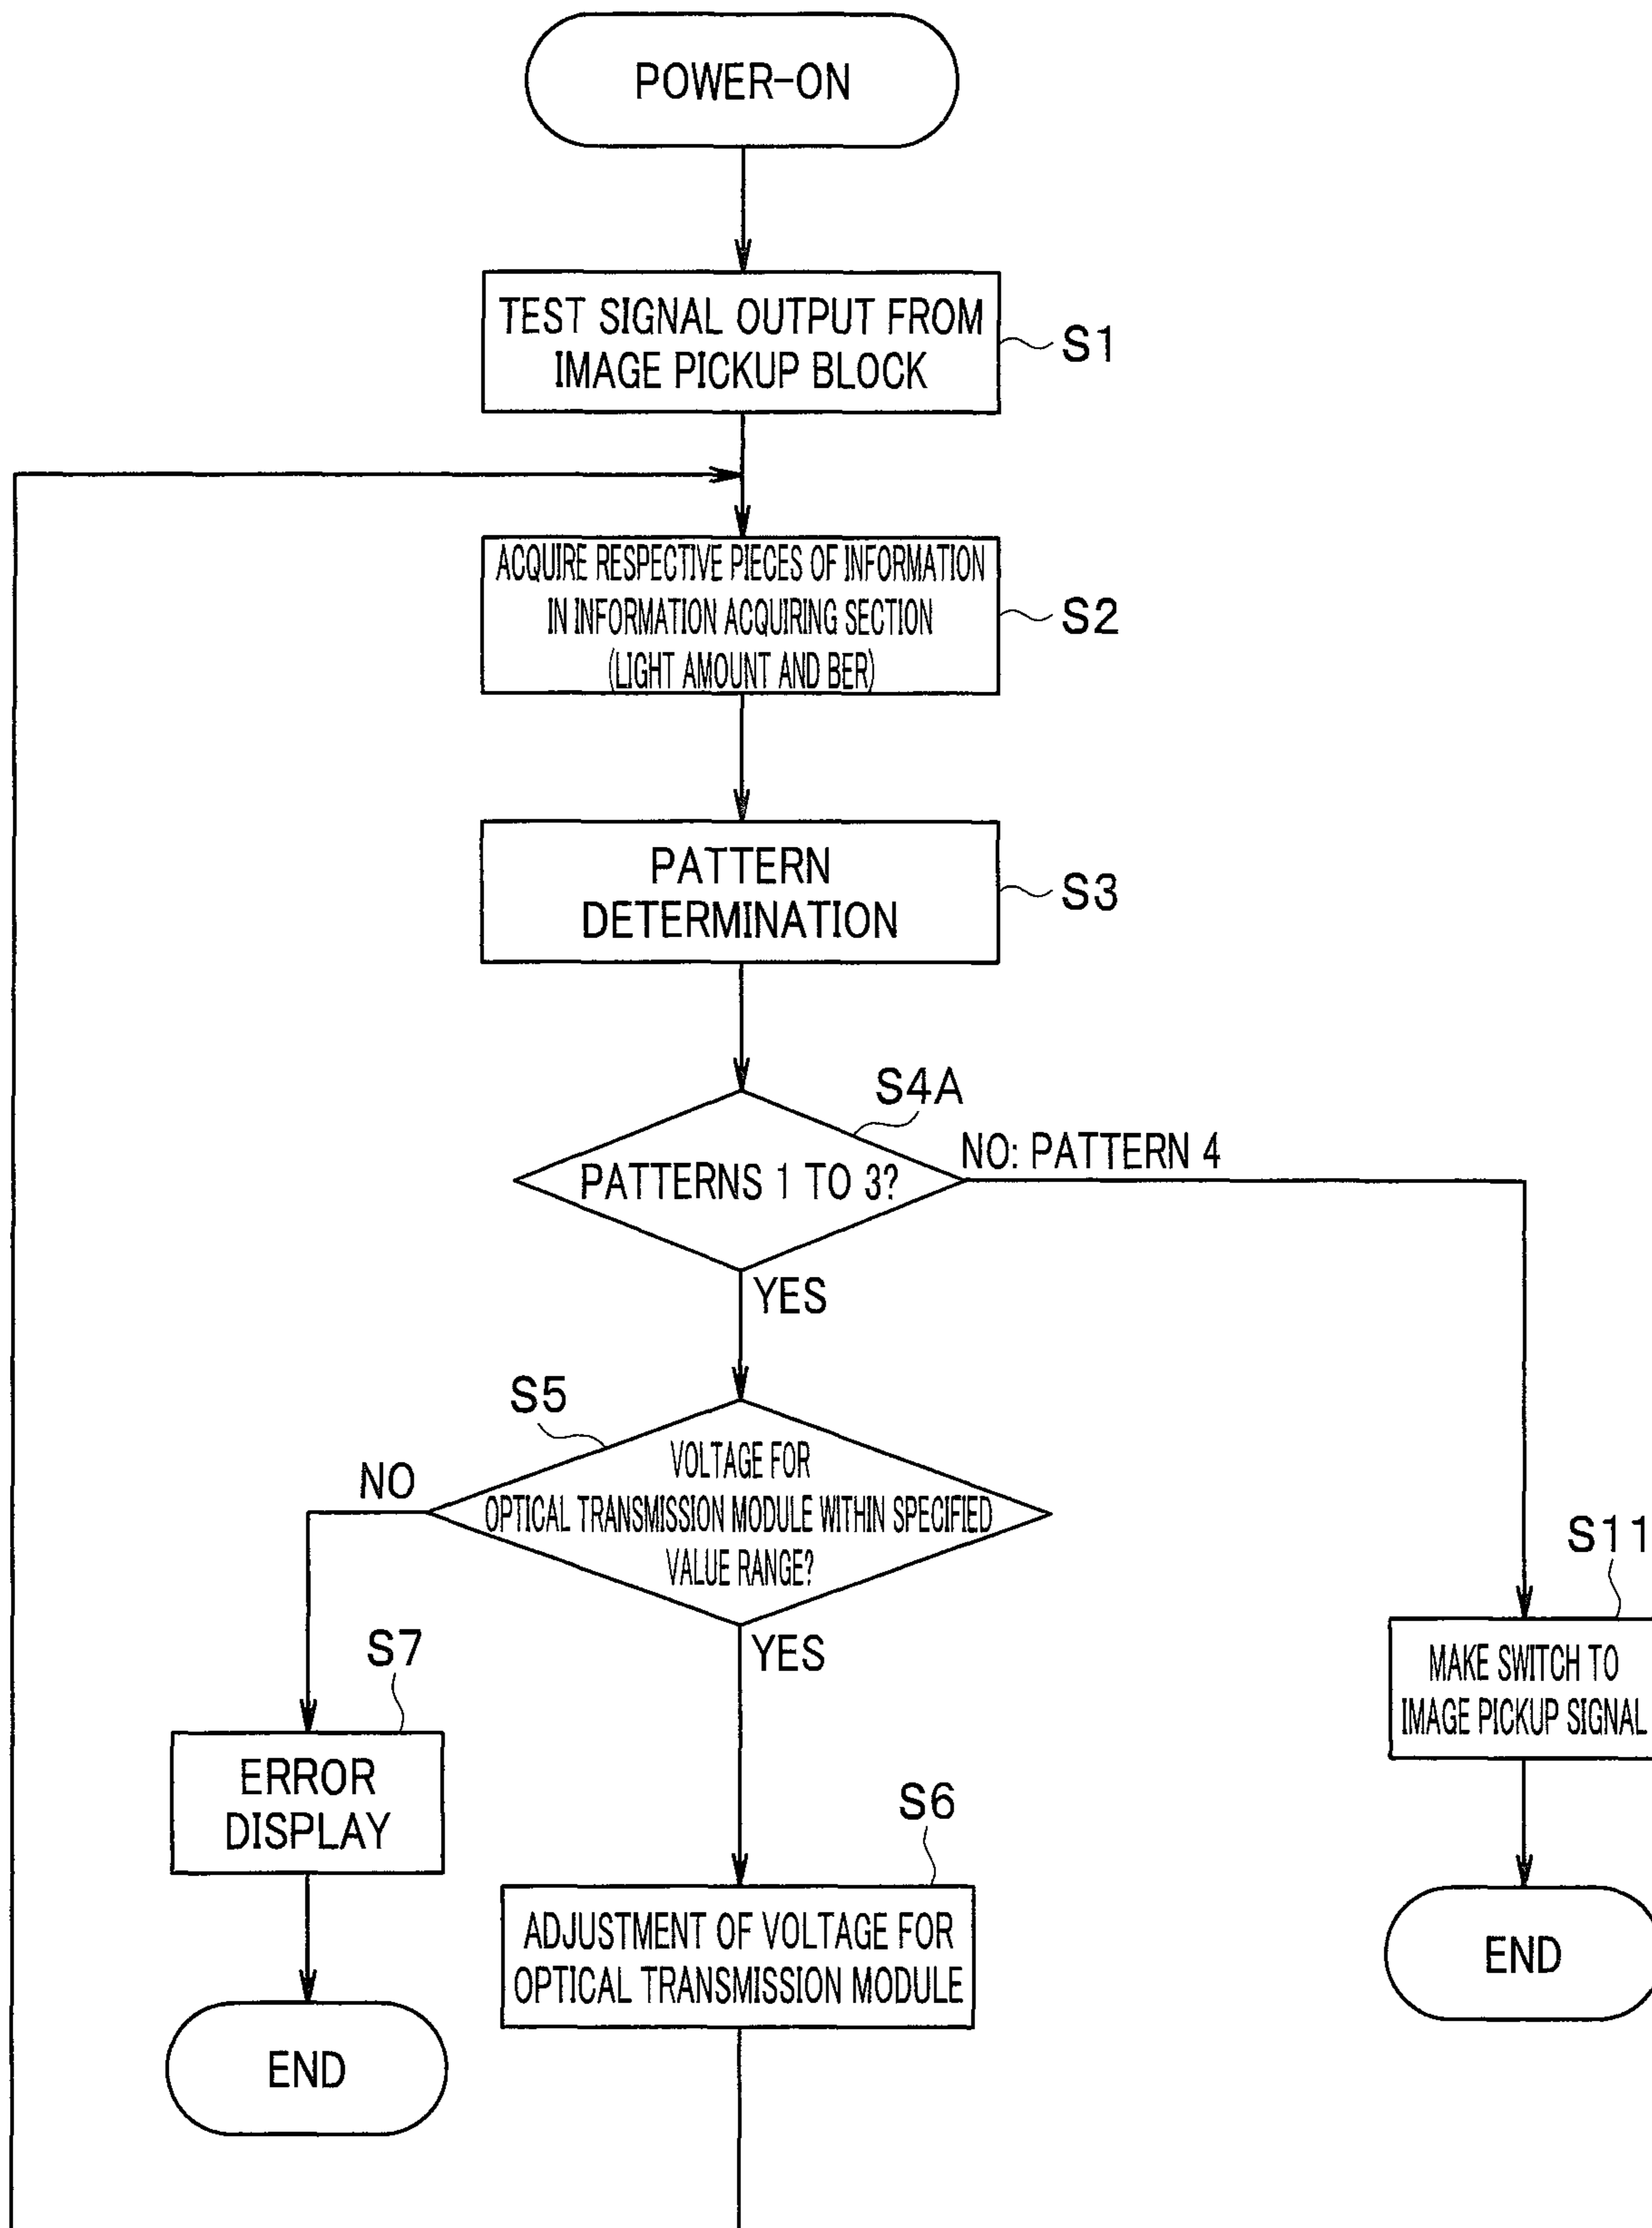 POWER-ON
TEST SIGNAL OUTPUT FROM
IMAGE PICKUP BLOCK
S1
ACQUIRE RESPECTIVE PIECES OF INFORMATION
IN INFORMATION ACQUIRING SECTION
(LIGHT AMOUNT AND BER)
S2
PATTERN
DETERMINATION
S3
S4A
PATTERNS 1 TO 3?
NO: PATTERN 4
YES
S5
VOLTAGE FOR
OPTICAL TRANSMISSION MODULE WITHIN SPECIFIED
VALUE RANGE?
NO
YES
S7
ERROR
DISPLAY
END
S6
ADJUSTMENT OF VOLTAGE FOR
OPTICAL TRANSMISSION MODULE
S11
MAKE SWITCH TO
IMAGE PICKUP SIGNAL
END